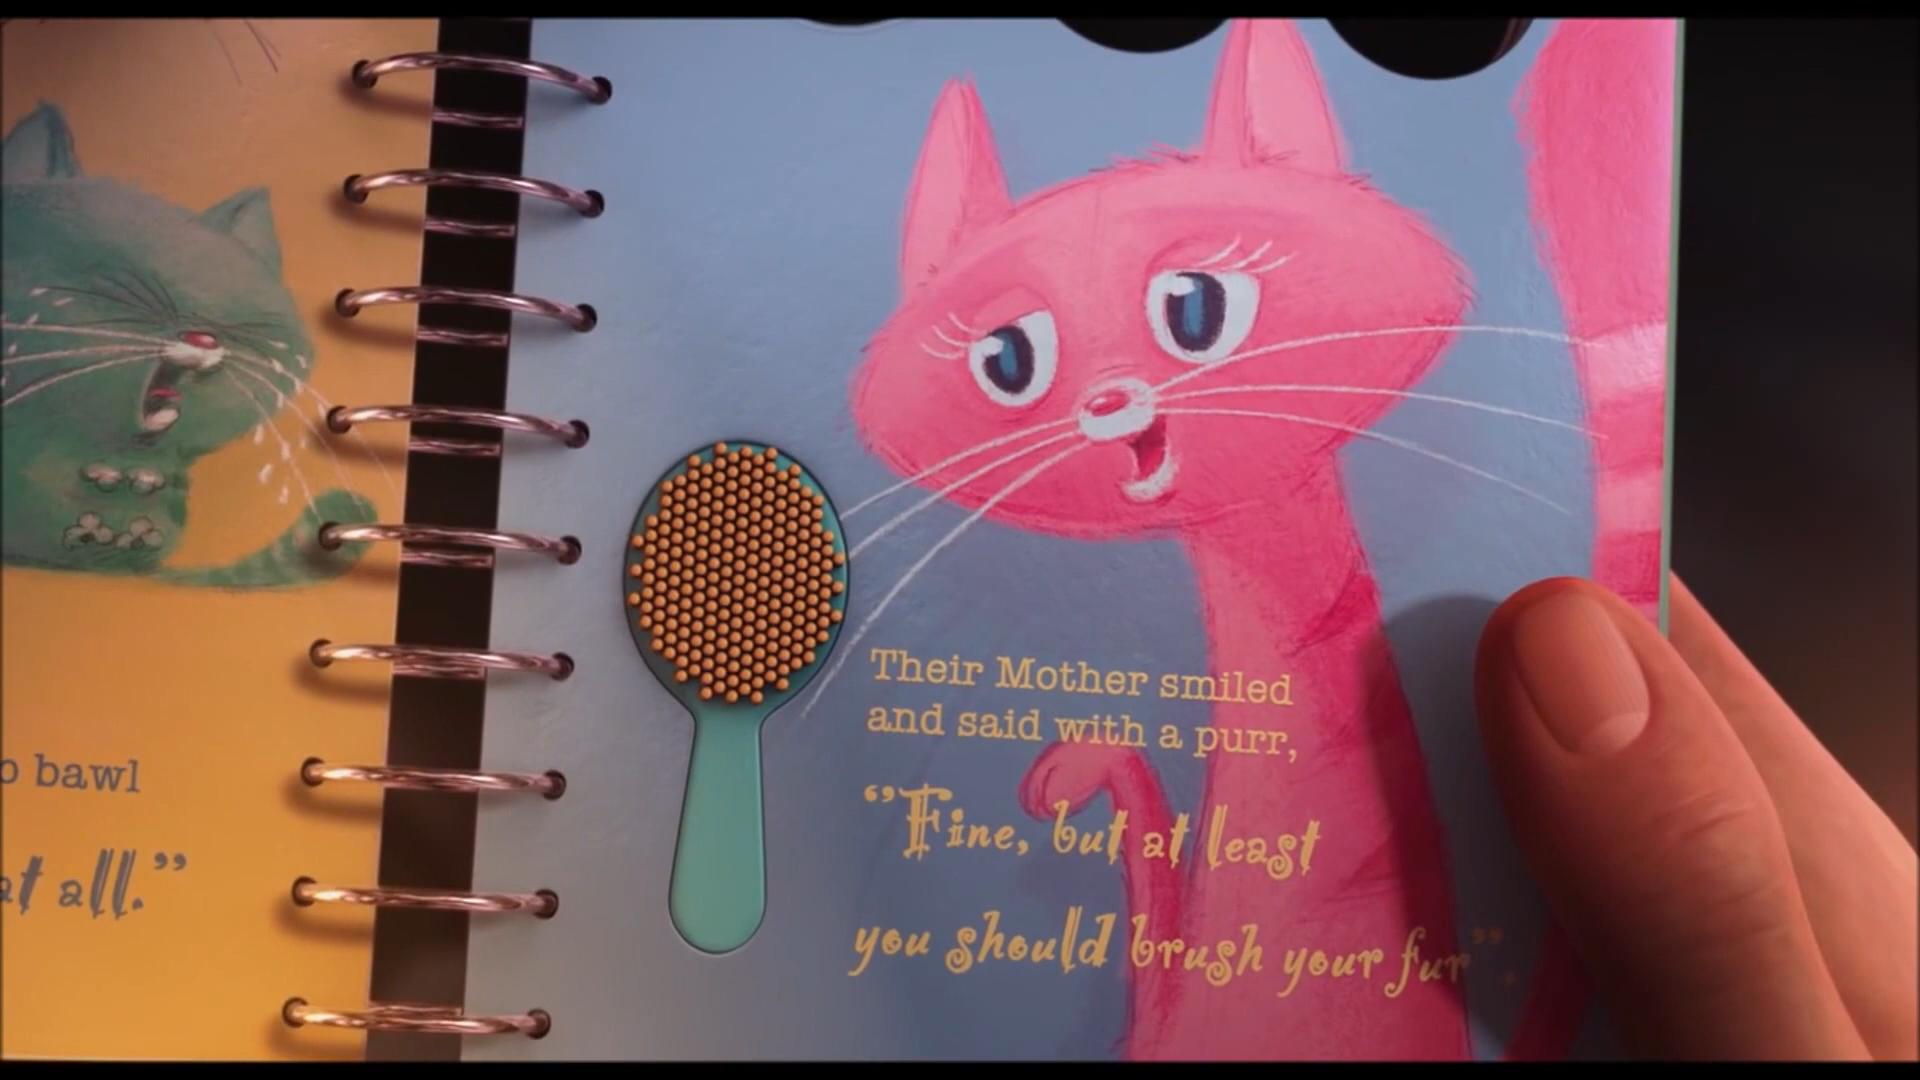 o bawl
at all.”
Their Mother smiled
and said with a purr,
“Fine, but at least
you should brush your fur”